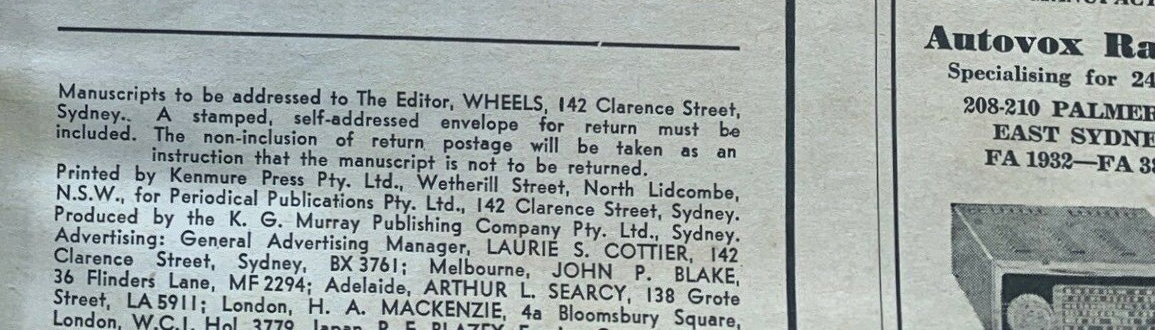 Manuscripts to be addressed to The Editor, WHEELS, 142 Clarence Street,
Sydney.. A stamped, self-addressed envelope for return must be
included. The non-inclusion of return postage will be taken as an
instruction that the manuscript is not to be returned.
Printed by Kenmure Press Pty. Ltd., Wetherill Street, North Lidcombe,
N.S.W., for Periodical Publications Pty. Ltd., 142 Clarence Street, Sydney.
Produced by the K. G. Murray Publishing Company Pty. Ltd., Sydney.
Advertising: General Advertising Manager, LAURIE S. COTTIER, 142
Clarence Street, Sydney, BX 3761; Melbourne, JOHN P. BLAKE,
36 Flinders Lane, MF 2294; Adelaide, ARTHUR L. SEARCY, 138 Grote
Street, LA 5911; London, H. A. MACKENZIE, 4a Bloomsbury Square,
London, W.C.1. Hol 3779. Japan
Autovox Ra
Specialising for 24
208-210 PALMER
EAST SYDNE
FA 1932—FA 38